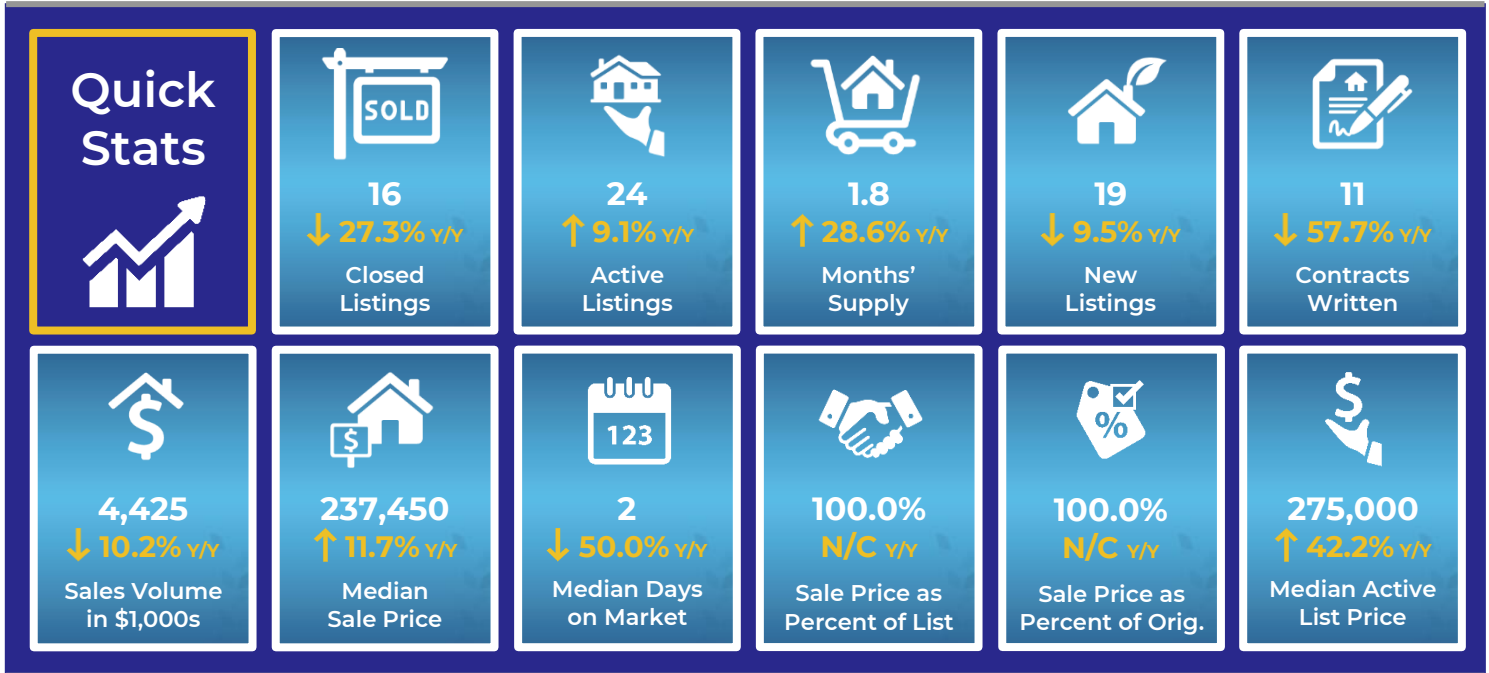 Quick
Stats
SOLD
16
↓ 27.3% Y/Y
Closed
Listings
24
↑ 9.1% Y/Y
Active
Listings
1.8
↑ 28.6% Y/Y
Months’
Supply
19
↓ 9.5% Y/Y
New
Listings
11
↓ 57.7% Y/Y
Contracts
Written
$
4,425
↓ 10.2% Y/Y
Sales Volume
in $1,000s
$
237,450
↑ 11.7% Y/Y
Median
Sale Price
123
2
↓ 50.0% Y/Y
Median Days
on Market
100.0%
N/C Y/Y
Sale Price as
Percent of List
%
100.0%
N/C Y/Y
Sale Price as
Percent of Orig.
$
275,000
↑ 42.2% Y/Y
Median Active
List Price